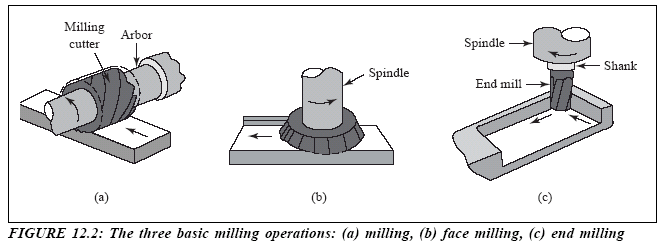 Milling
cutter
Arbor
(a)
Spindle
(b)
Spindle
Shank
End mill
(c)
FIGURE 12.2: The three basic milling operations: (a) milling, (b) face milling, (c) end milling